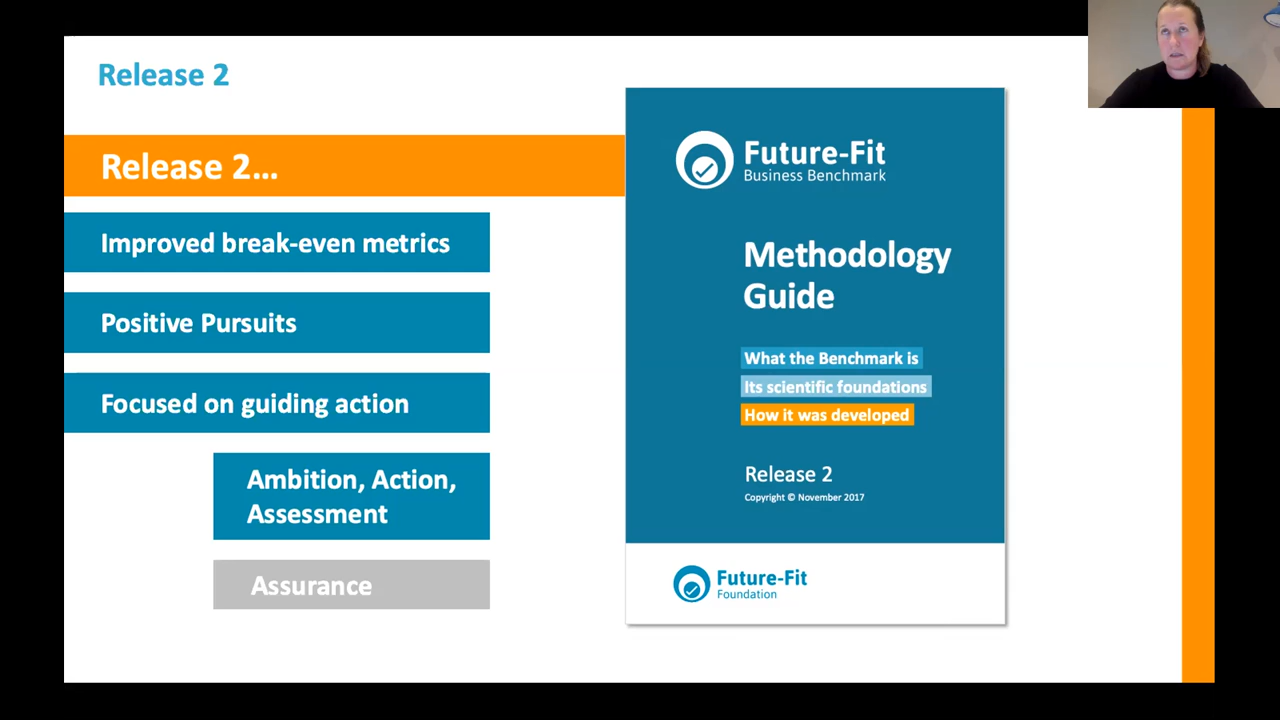 Release 2
Release 2...
Improved break-even metrics
Positive Pursuits
Focused on guiding action
Ambition, Action,
Assessment
Assurance
Future-Fit
Business Benchmark
Methodology
Guide
What the Benchmark is
Its scientific foundations
How it was developed
Release 2
Copyright © November 2017
Future-Fit
Foundation